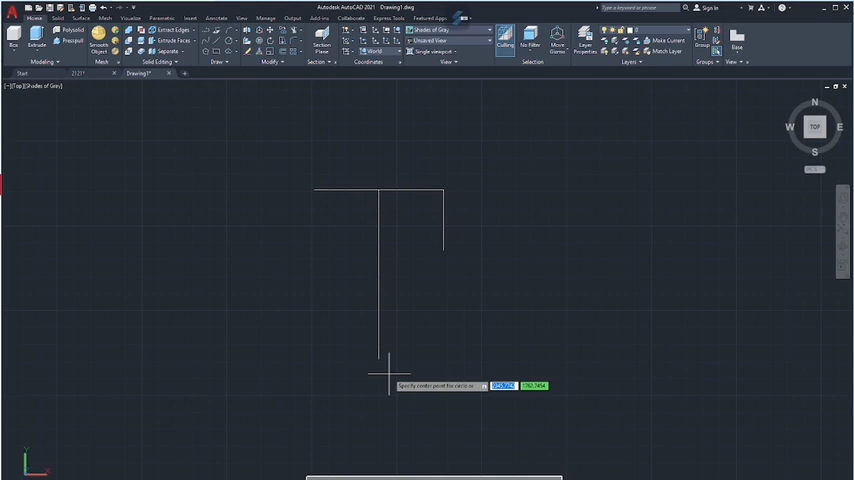 Autodesk AutoCAD 2021 Drawing1.dwg
Type a keyword or phrase
Sign In
Home Solid Surface Mesh Visualize Parametric Insert Annotate View Manage Output Add-ins Collaborate Express Tools Featured Apps
Box
Extrude
Polysolid
Presspull
Smooth
Object
Extract Edges
Extrude Faces
Separate
Section
Plane
World
Shades of Gray
Unsaved View
Single viewport
Culling
No Filter
Move
Gizmo
Layer
Properties
0
Make Current
Match Layer
Group
Base
Modeling Mesh Solid Editing Draw Modify Section Coordinates View Selection Layers Groups View
Start 2121* Drawing1*
[−][Top][Shades of Gray]
N
W TOP E
S
Specify center point for circle or
Y
X